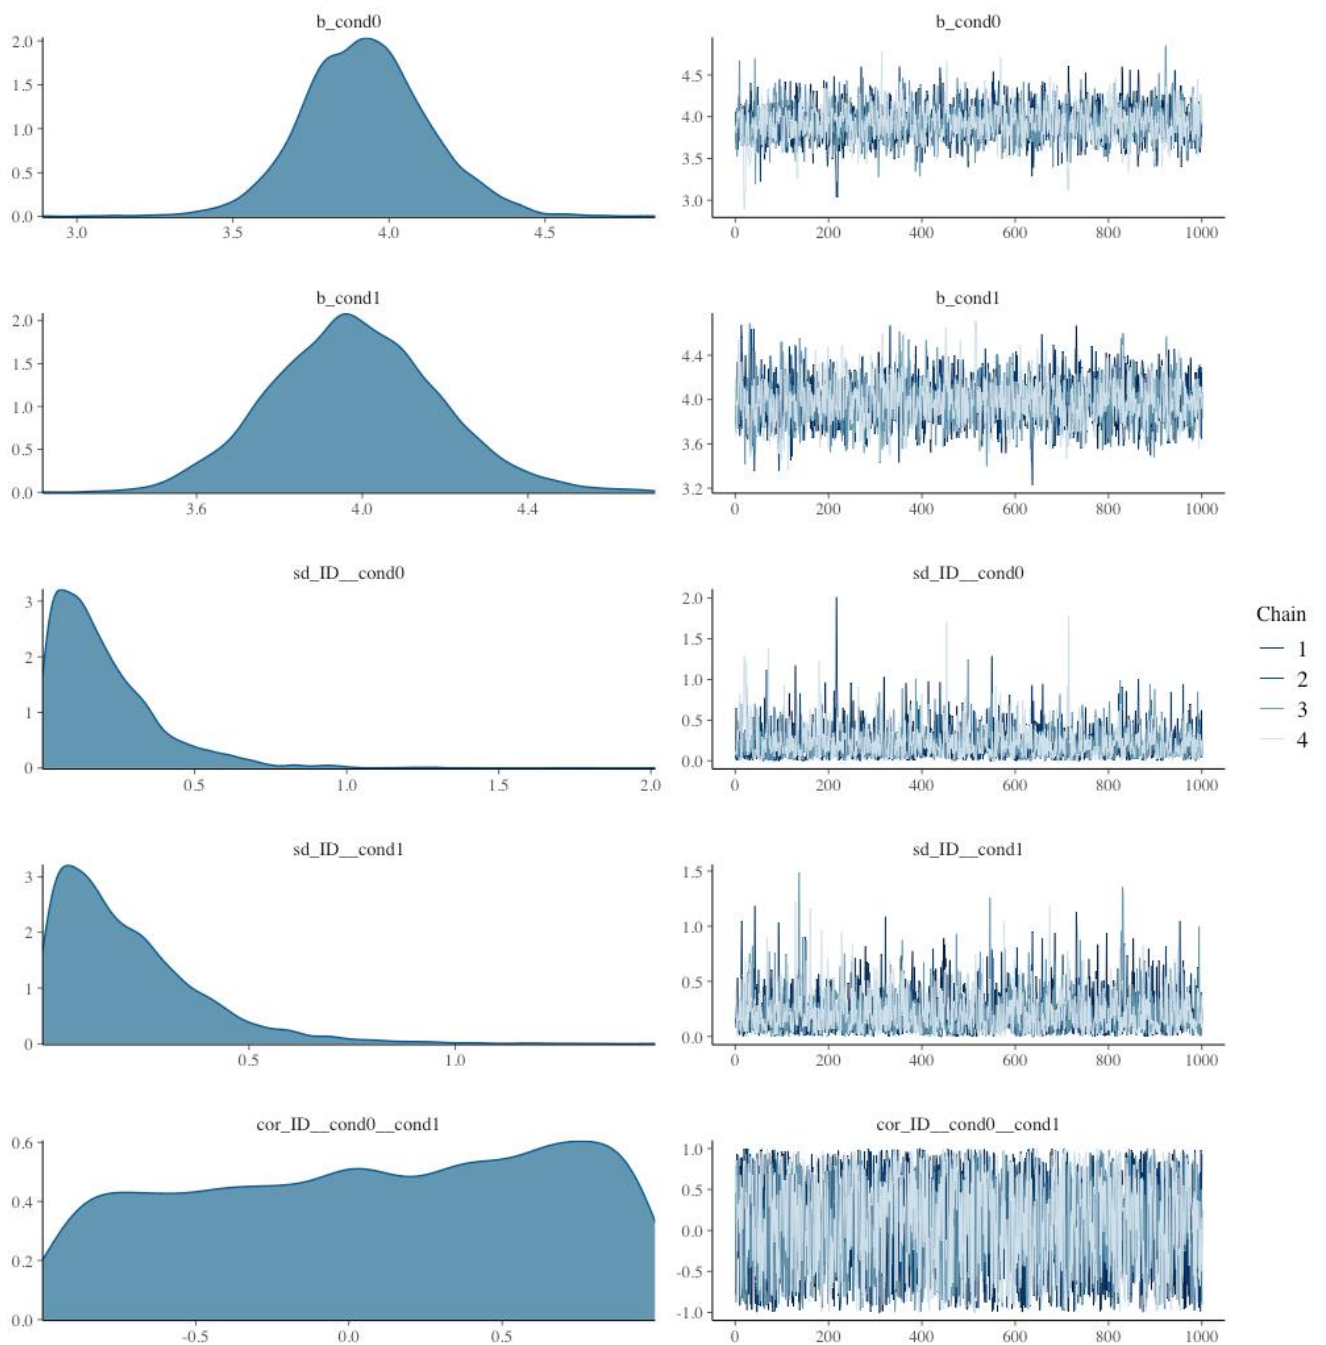 b_cond0
b_cond0
2.0
1.5
1.0
0.5
0.0
3.0 3.5 4.0 4.5
4.5
4.0
3.5
3.0
0 200 400 600 800 1000
b_cond1
b_cond1
2.0
1.5
1.0
0.5
0.0
3.6 4.0 4.4
4.4
4.0
3.6
3.2
0 200 400 600 800 1000
sd_ID__cond0
sd_ID__cond0
3
2
1
0
0.5 1.0 1.5 2.0
2.0
1.5
1.0
0.5
0.0
0 200 400 600 800 1000
Chain
1
2
3
4
sd_ID__cond1
sd_ID__cond1
3
2
1
0
0.5 1.0
1.5
1.0
0.5
0.0
0 200 400 600 800 1000
cor_ID__cond0__cond1
cor_ID__cond0__cond1
0.6
0.4
0.2
0.0
-0.5 0.0 0.5
1.0
0.5
0.0
-0.5
-1.0
0 200 400 600 800 1000